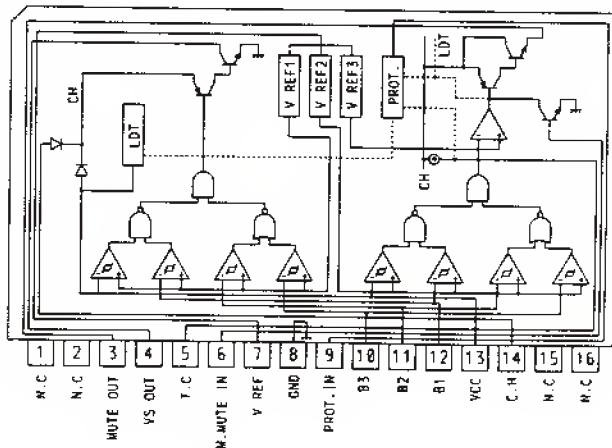 CH
LDT
V REF1
V REF2
V REF3
PROT.
LDT
CH
1
2
3
4
5
6
7
8
9
10
11
12
13
14
15
16
N.C
N.C
MUTE OUT
VS OUT
T.C
M.MUTE IN
V REF
GND
PROT.IN
B3
B2
B1
VCC
C.H
N.C
N.C